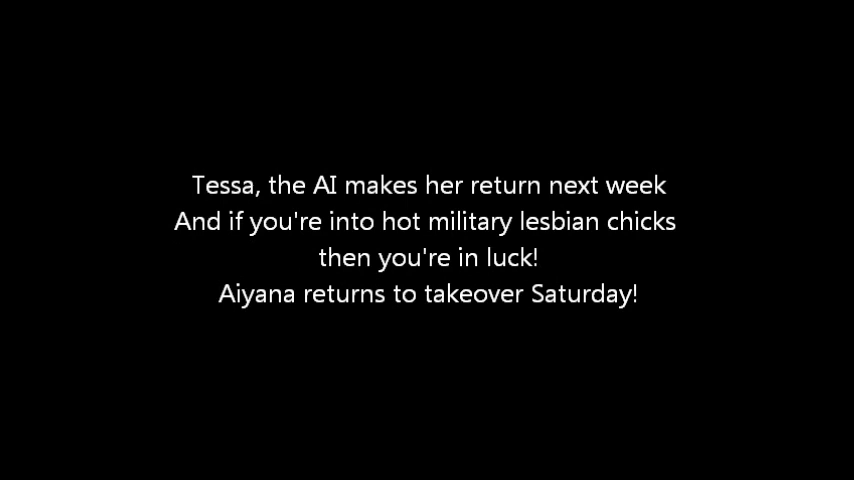 Tessa, the AI makes her return next week
And if you're into hot military lesbian chicks
then you're in luck!
Aiyana returns to takeover Saturday!